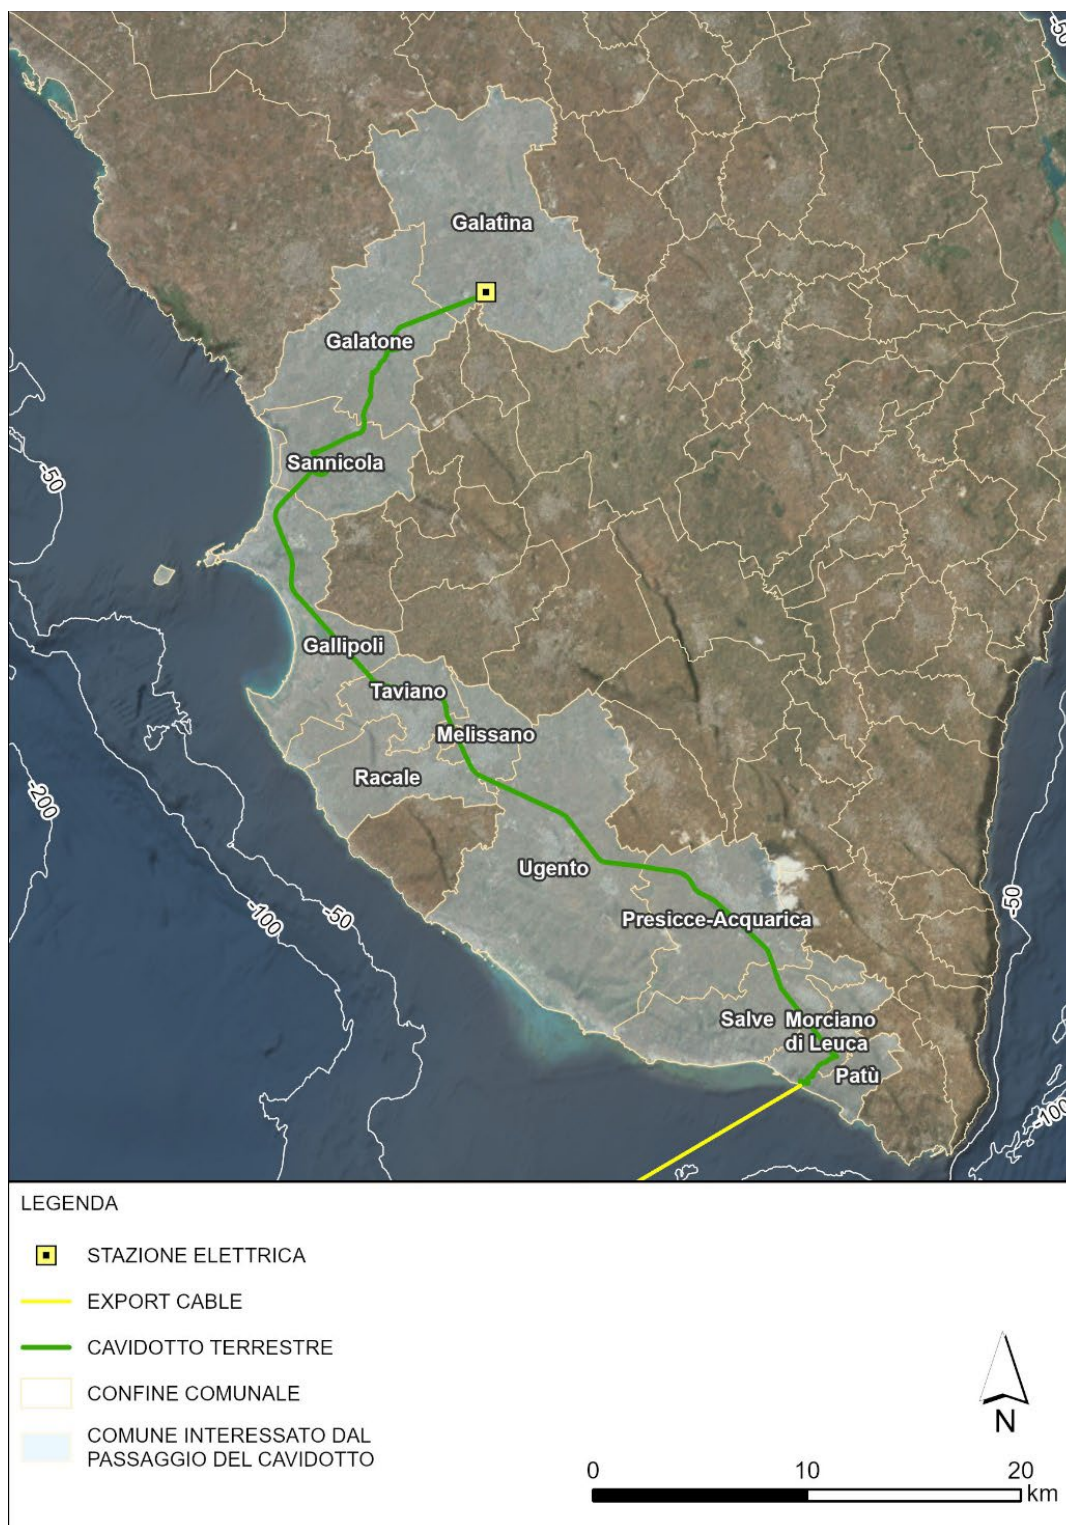 -50
Galatina
Galatone
Sannicola
-50
Gallipoli
Taviano
Melissano
Racale
-200
Ugento
-100
-50
-50
Presicce-Acquarica
Salve
Morciano
di Leuca
Patù
-100
LEGENDA
STAZIONE ELETTRICA
EXPORT CABLE
CAVIDOTTO TERRESTRE
CONFINE COMUNALE
COMUNE INTERESSATO DAL
PASSAGGIO DEL CAVIDOTTO
N
0 10 20
km